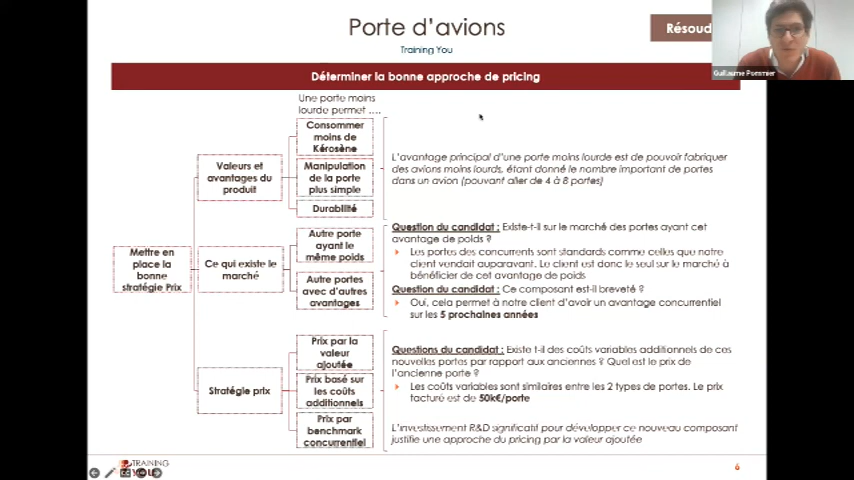 Porte d’avions
Training You
Résoud
Guillaume Pommier
Déterminer la bonne approche de pricing
Une porte moins
lourde permet ....
Consommer
moins de
Kérosène
Valeurs et
avantages du
produit
Manipulation
de la porte
plus simple
Durabilité
L’avantage principal d’une porte moins lourde est de pouvoir fabriquer
des avions moins lourds, étant donné le nombre important de portes
dans un avion (pouvant aller de 4 à 8 portes)
Mettre en
place la
bonne
stratégie Prix
Ce qui existe le
marché
Autre porte
ayant le
même poids
Autre portes
avec d’autres
avantages
Question du candidat : Existe-t-il sur le marché des portes ayant cet
avantage de poids ?
Les portes des concurrents sont standards comme celles que notre
client vendait auparavant. Le client est donc le seul sur le marché à
bénéficier de cet avantage de poids
Question du candidat : Ce composant est-il breveté ?
Oui, cela permet à notre client d’avoir un avantage concurrentiel
sur les 5 prochaines années
Stratégie prix
Prix par la
valeur
ajoutée
Prix basé sur
les coûts
additionnels
Prix par
benchmark
concurrentiel
Questions du candidat : Existe t-il des coûts variables additionnels de ces
nouvelles portes par rapport aux anciennes ? Quel est le prix de
l’ancienne porte ?
Les coûts variables sont similaires entre les 2 types de portes. Le prix
facturé est de 50k€/porte
L’investissement R&D significatif pour développer ce nouveau composant
justifie une approche du pricing par la valeur ajoutée
TRAINING
YOU
6